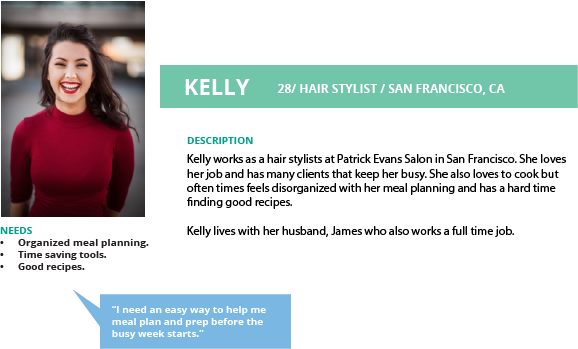 KELLY
28/ HAIR STYLIST / SAN FRANCISCO, CA
DESCRIPTION
Kelly works as a hair stylists at Patrick Evans Salon in San Francisco. She loves
her job and has many clients that keep her busy. She also loves to cook but
often times feels disorganized with her meal planning and has a hard time
finding good recipes.
Kelly lives with her husband, James who also works a full time job.
NEEDS
• Organized meal planning.
• Time saving tools.
• Good recipes.
“I need an easy way to help me
meal plan and prep before the
busy week starts.”